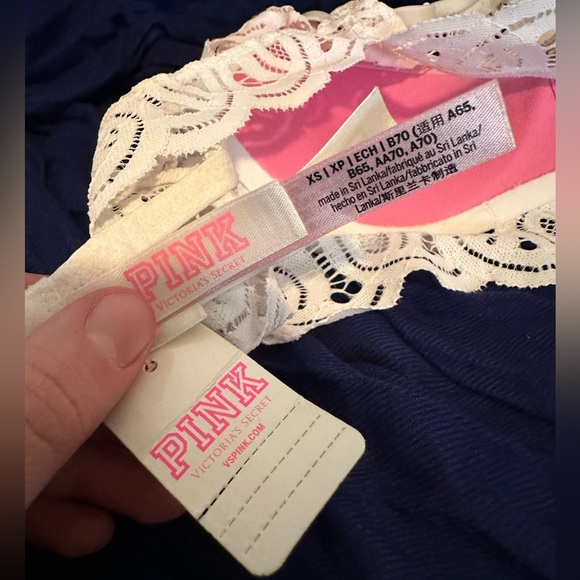 PINK
VICTORIA'S SECRET
XS | XP | ECH | B70 (适用 A65,
B65, AA70, A70)
made in Sri Lanka/fabriqué au Sri Lanka/
hecho en Sri Lanka/fabbricato in Sri
Lanka/斯里兰卡制造
PINK
VICTORIA'S SECRET
VSPINK.COM